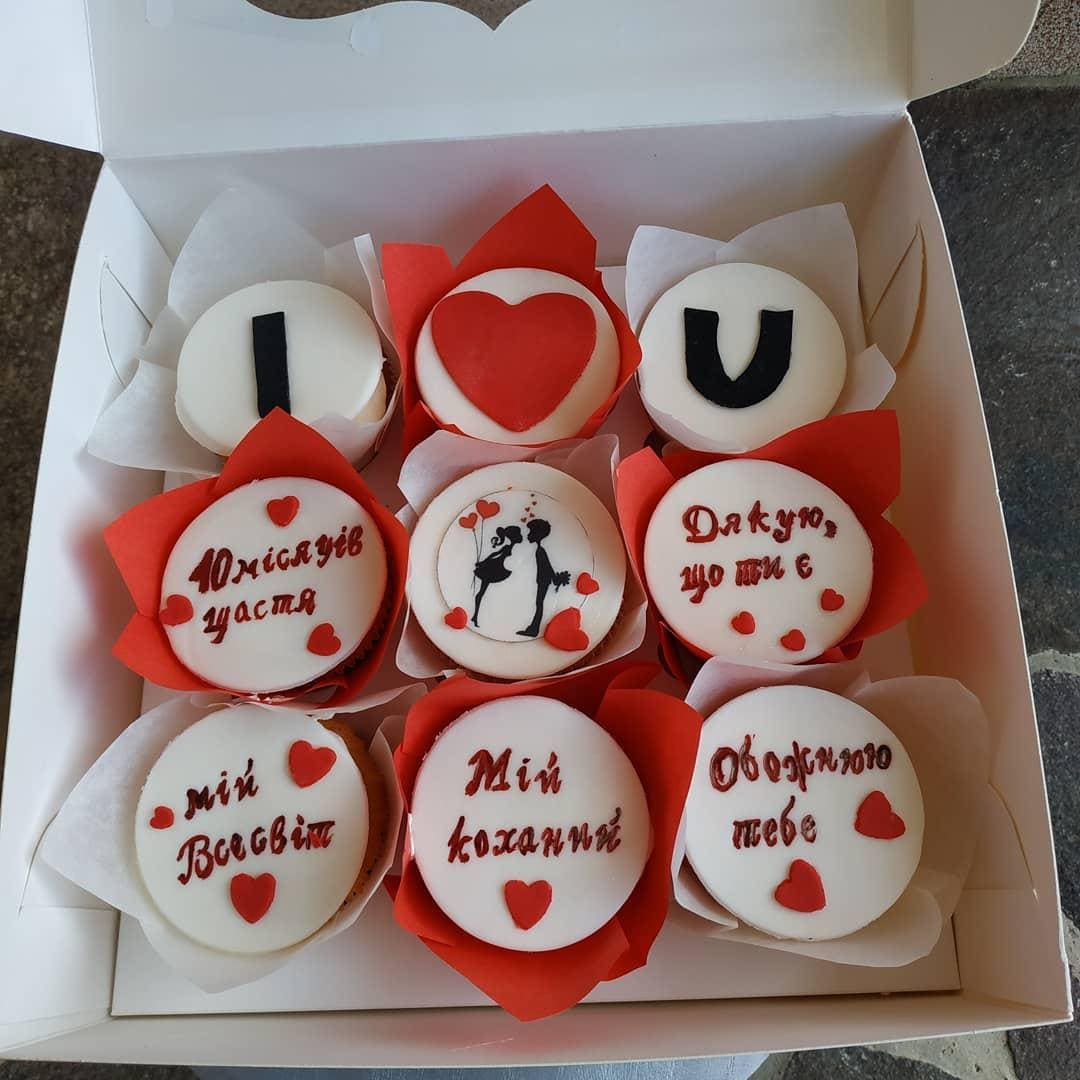 I U
10 місяців
щастя
Дякую,
що ти є
мій
Всесвіт
Мій
коханий
Обожнюю
тебе